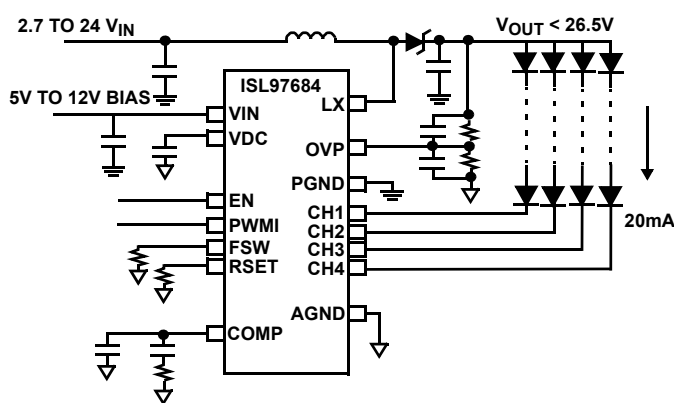 2.7 TO 24 VIN
VOUT < 26.5V
ISL97684
5V TO 12V BIAS
LX
VIN
VDC
OVP
PGND
EN
CH1
PWMI
CH2
20mA
FSW
CH3
RSET
CH4
AGND
COMP